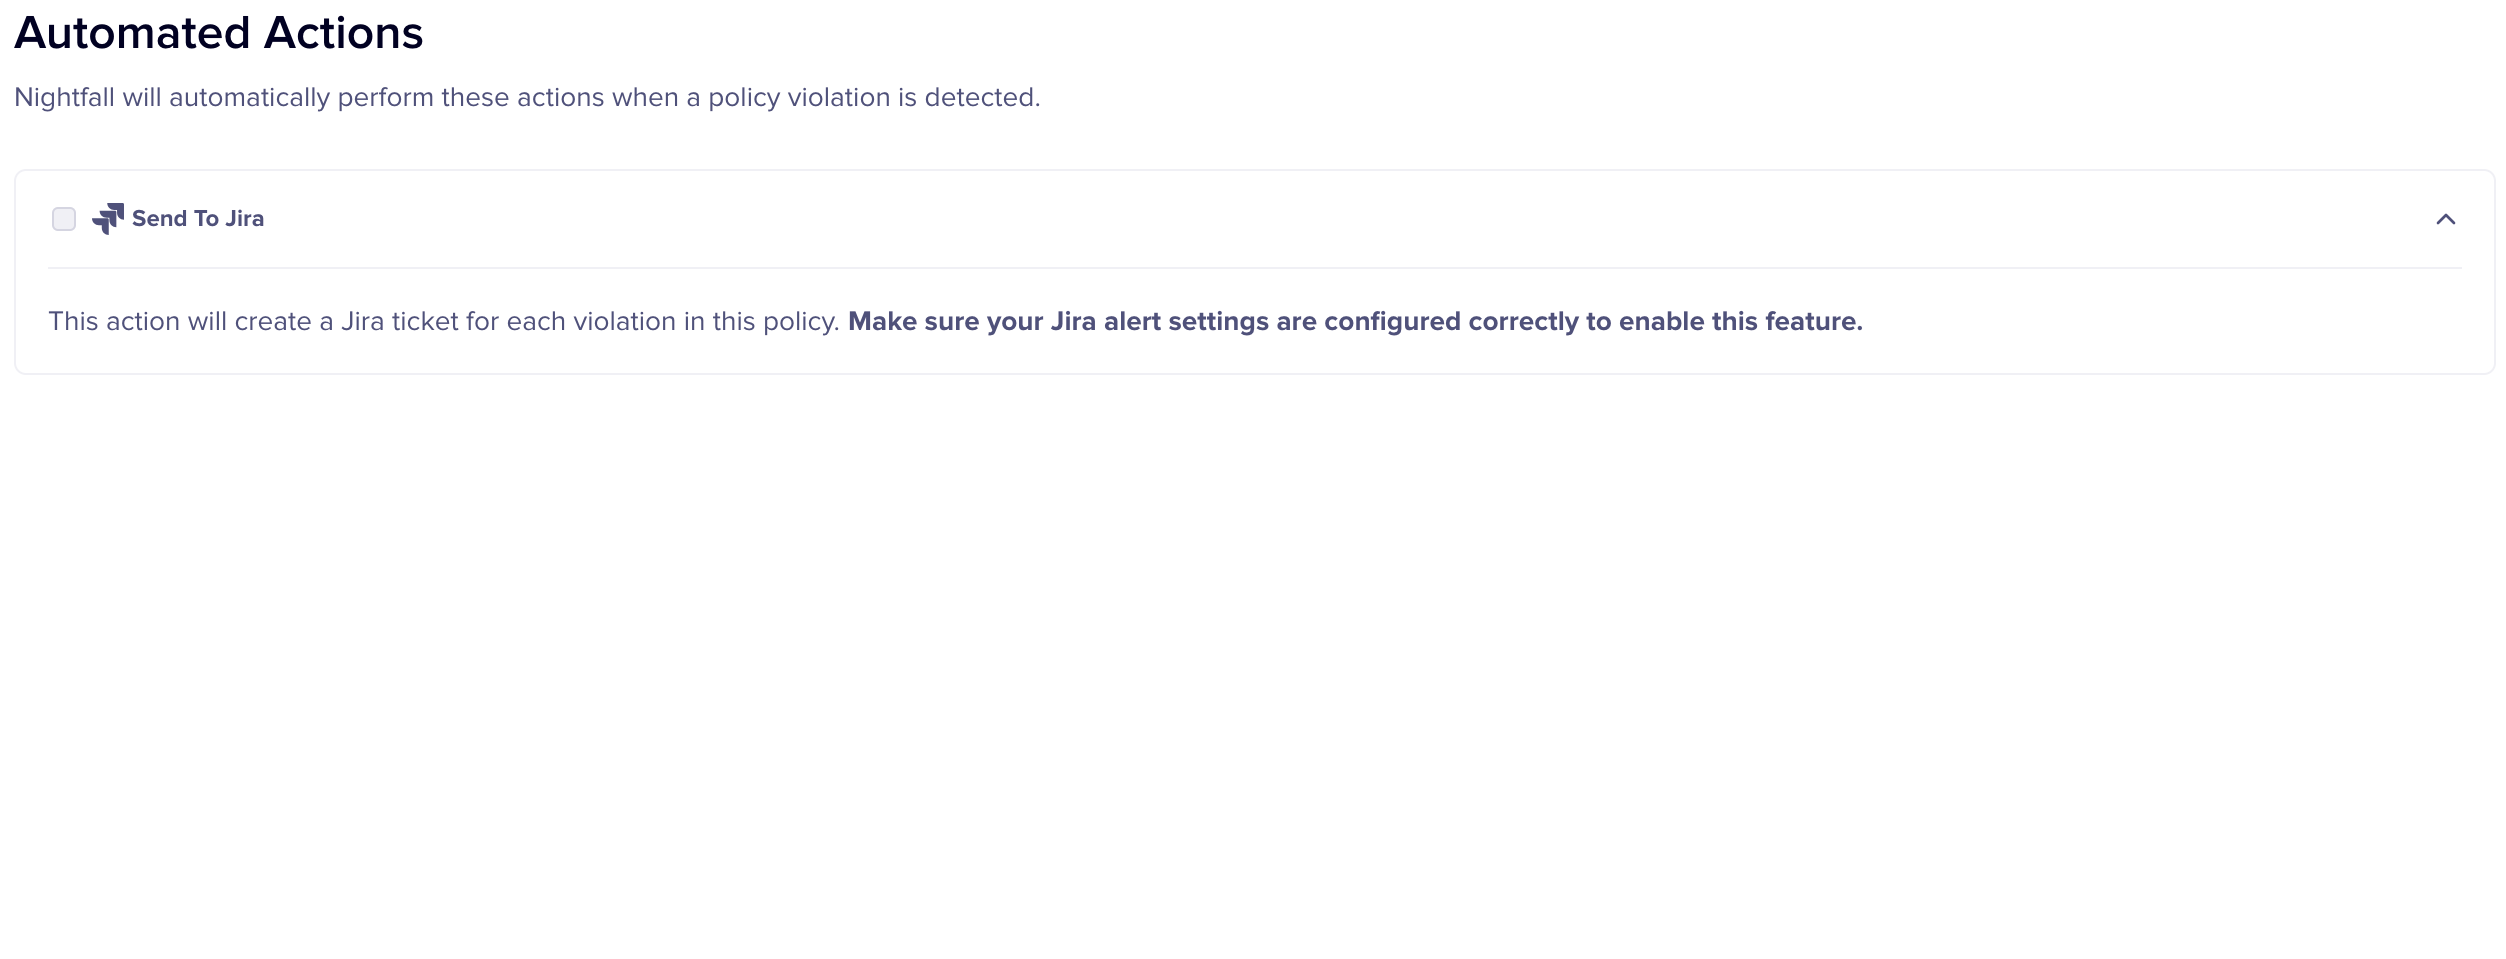 Automated Actions
Nightfall will automatically perform these actions when a policy violation is detected.
Send To Jira
This action will create a Jira ticket for each violation in this policy. Make sure your Jira alert settings are configured correctly to enable this feature.